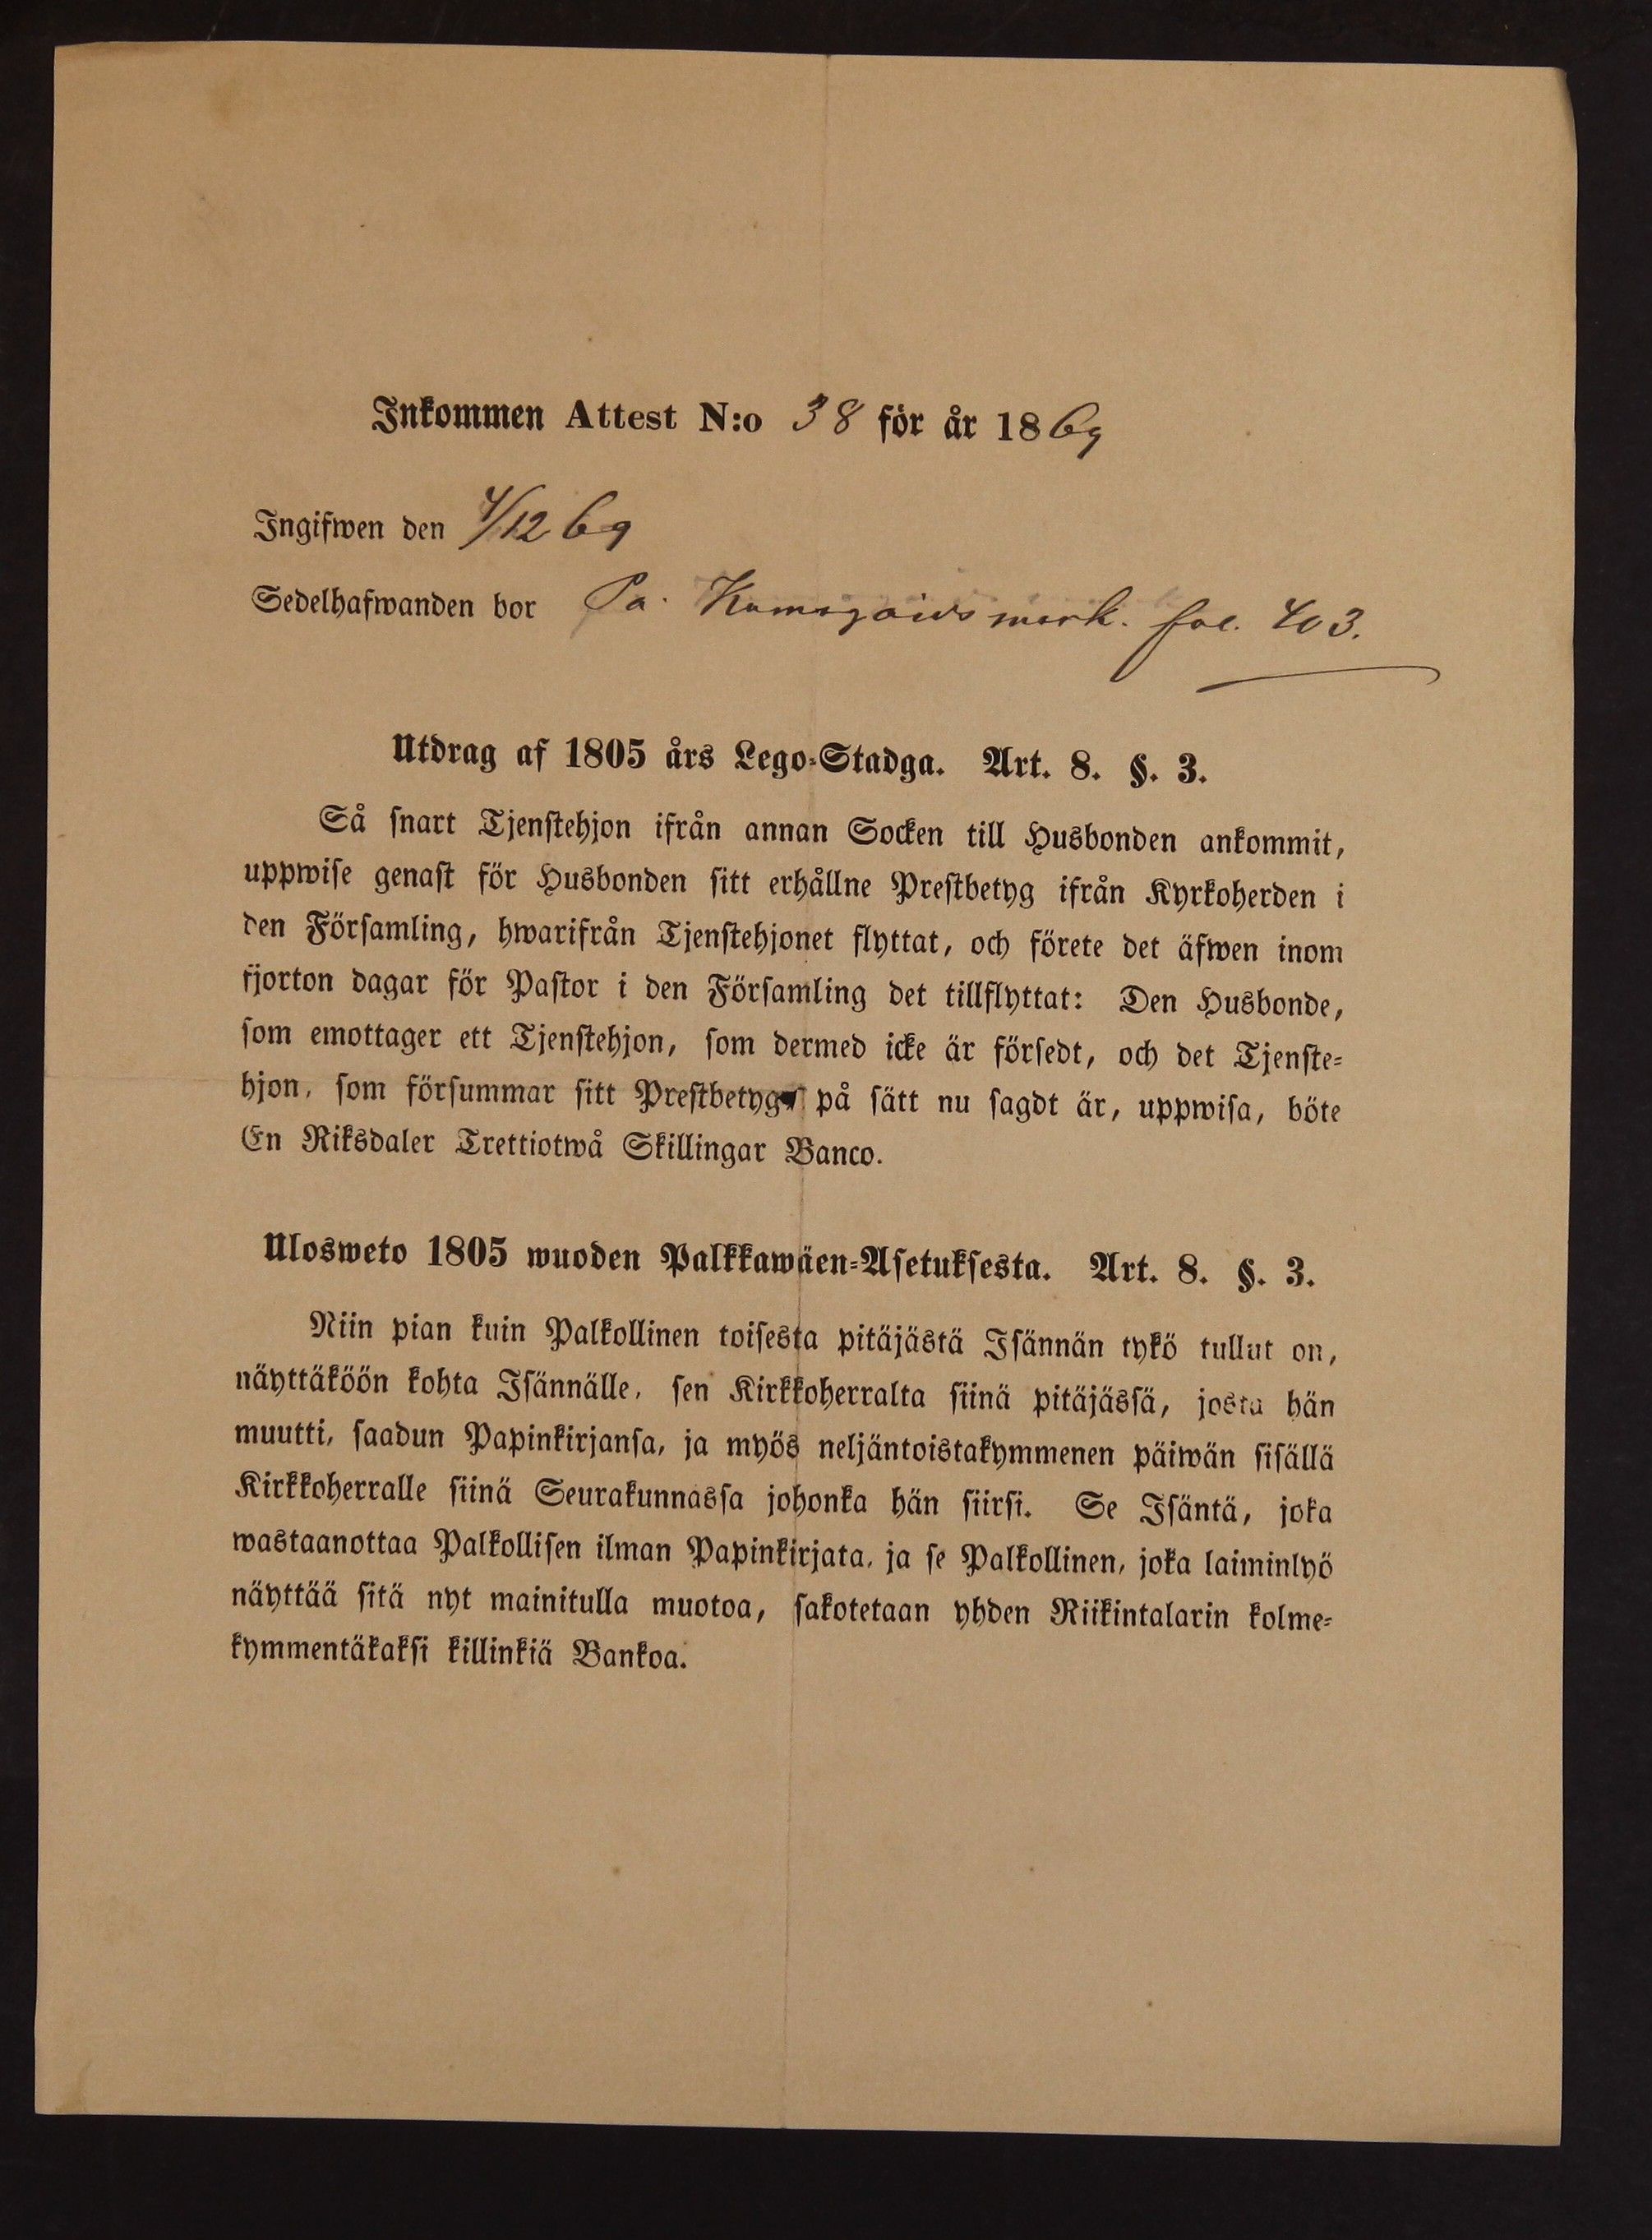 Inkommen Attest N:o 38 för år 1869
Ingifwen den 4/12 69
Sedelhafwanden bor På mark. fol. 403.
Utdrag af 1805 års Lego-Stadga. Art. 8. §. 3.
Så snart Tjenstehjon ifrån annan Socken till Husbonden ankommit,
uppwise genast för Husbonden sitt erhållne Prestbetyg ifrån Kyrkoherden i
den Församling, hwarifrån Tjenstehjonet flyttat, och förete det äfwen inom
fjorton dagar för Pastor i den Församling det tillflyttat: Den Husbonde,
som emottager ett Tjenstehjon, som dermed icke är försedt, och det Tjenste-
hjon, som försummar sitt Prestbetyg på sätt nu sagdt är, uppwisa, böte
En Riksdaler Trettiotwå Skillingar Banco.
Ulosweto 1805 wuoden Palkkawäen-Asetuksesta. Art. 8. §. 3.
Niin pian kuin Palkollinen toisesta pitäjästä Isännän tykö tullut on,
näyttäköön kohta Isännälle, sen Kirkkoherralta siinä pitäjässä, josta hän
muutti, saadun Papinkirjansa, ja myös neljäntoistakymmenen päiwän sisällä
Kirkkoherralle siinä Seurakunnassa johonka hän siirsi. Se Isäntä, joka
wastaanottaa Palkollisen ilman Papinkirjata, ja se Palkollinen, joka laiminlyö
näyttää sitä nyt mainitulla muotoa, sakotetaan yhden Riikintalarin kolme-
kymmentäkaksi killinkiä Bankoa.